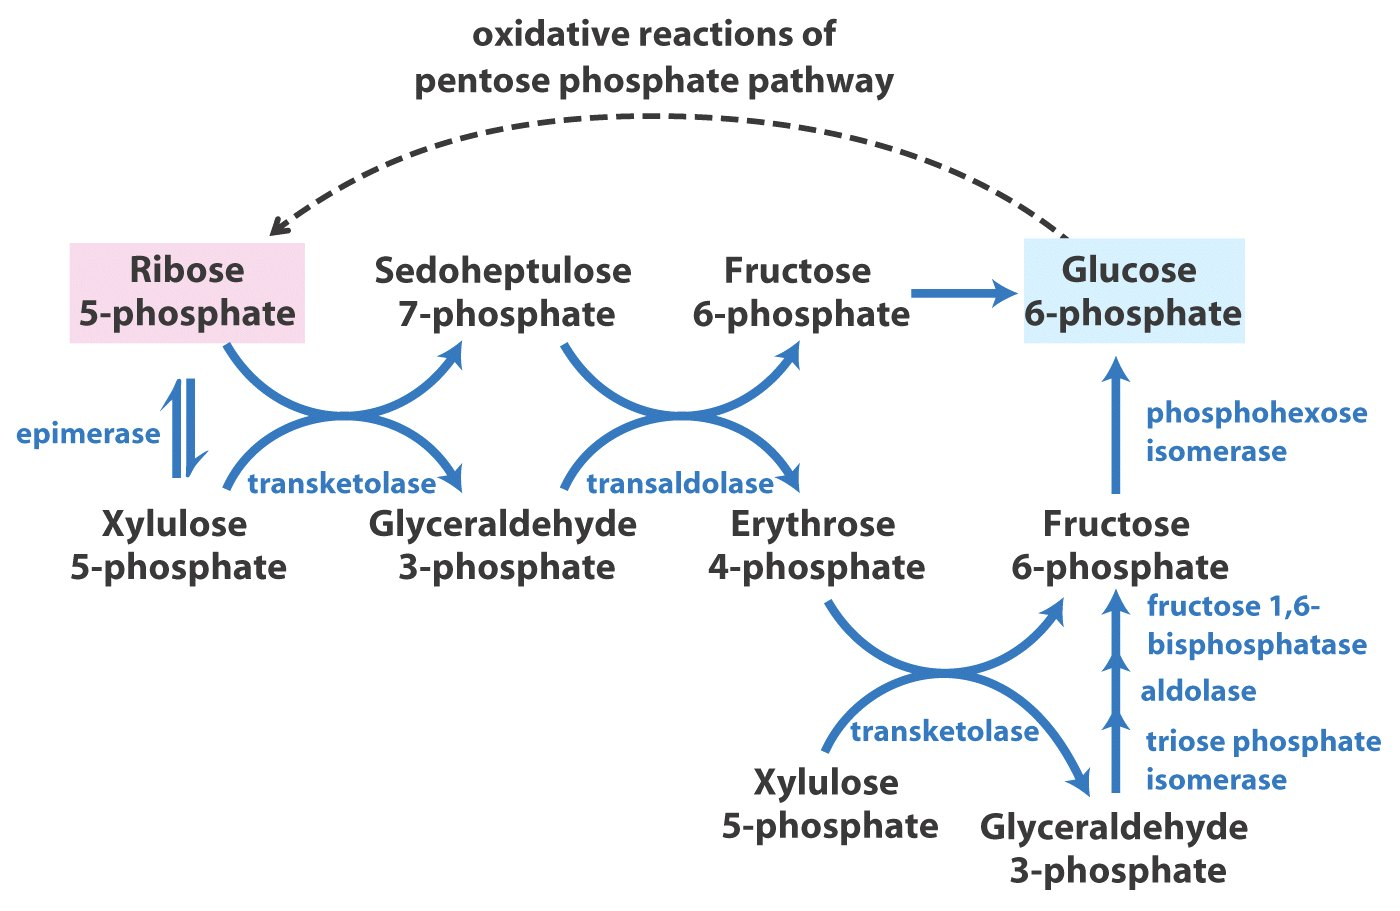 oxidative reactions of
pentose phosphate pathway
Ribose
5-phosphate
Sedoheptulose
7-phosphate
Fructose
6-phosphate
Glucose
6-phosphate
epimerase
transketolase
transaldolase
phosphohexose
isomerase
Xylulose
5-phosphate
Glyceraldehyde
3-phosphate
Erythrose
4-phosphate
Fructose
6-phosphate
fructose 1,6-
bisphosphatase
aldolase
transketolase
triose phosphate
isomerase
Xylulose
5-phosphate
Glyceraldehyde
3-phosphate